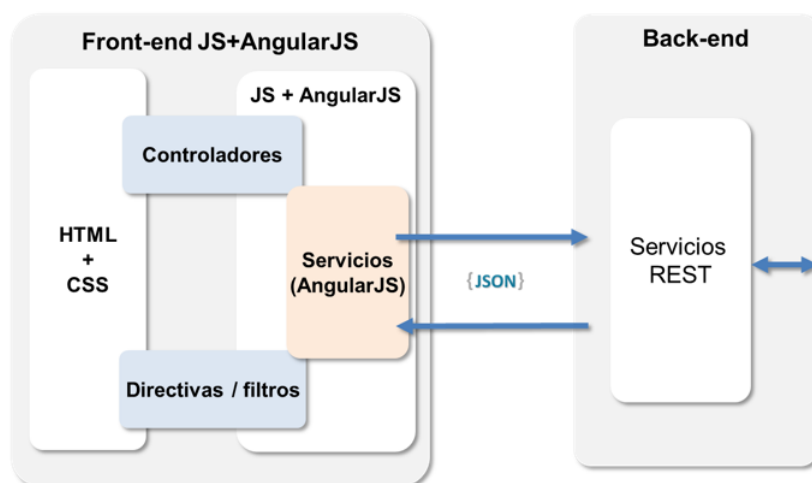 Front-end JS+AngularJS
Back-end
JS + AngularJS
Controladores
HTML
+
CSS
Servicios
(AngularJS)
{JSON}
Servicios
REST
Directivas / filtros